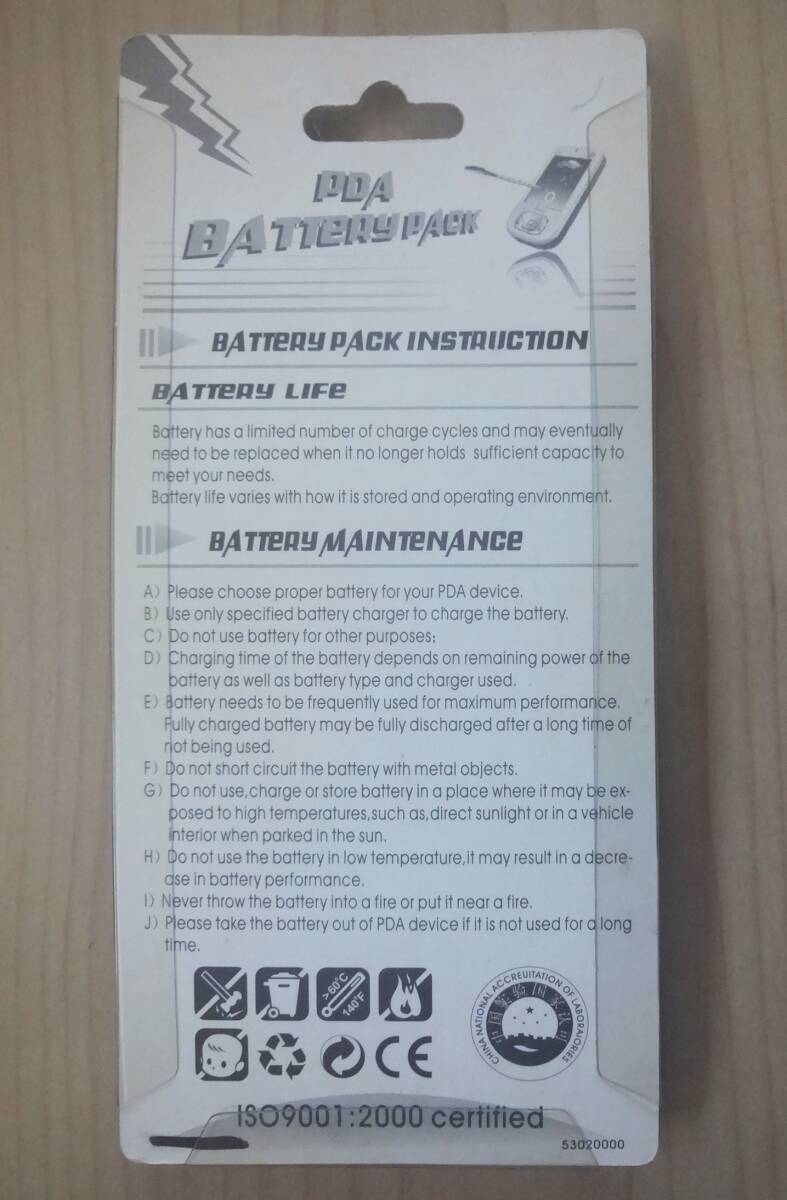 PDA
BATTERY PACK
BATTERY PACK INSTRUCTION
BATTERY LIFE
Battery has a limited number of charge cycles and may eventually
need to be replaced when it no longer holds sufficient capacity to
meet your needs.
Battery life varies with how it is stored and operating environment.
BATTERY MAINTENANCE
A) Please choose proper battery for your PDA device.
B) Use only specified battery charger to charge the battery.
C) Do not use battery for other purposes;
D) Charging time of the battery depends on remaining power of the
battery as well as battery type and charger used.
E) Battery needs to be frequently used for maximum performance.
Fully charged battery may be fully discharged after a long time of
not being used.
F) Do not short circuit the battery with metal objects.
G) Do not use,charge or store battery in a place where it may be ex-
posed to high temperatures,such as,direct sunlight or in a vehicle
interior when parked in the sun.
H) Do not use the battery in low temperature,it may result in a decre-
ase in battery performance.
I) Never throw the battery into a fire or put it near a fire.
J) Please take the battery out of PDA device if it is not used for a long
time.
>60°C
140°F
CE
CHINA NATIONAL ACCREUITATION OF LABORAJORIES
ISO9001:2000 certified
53020000